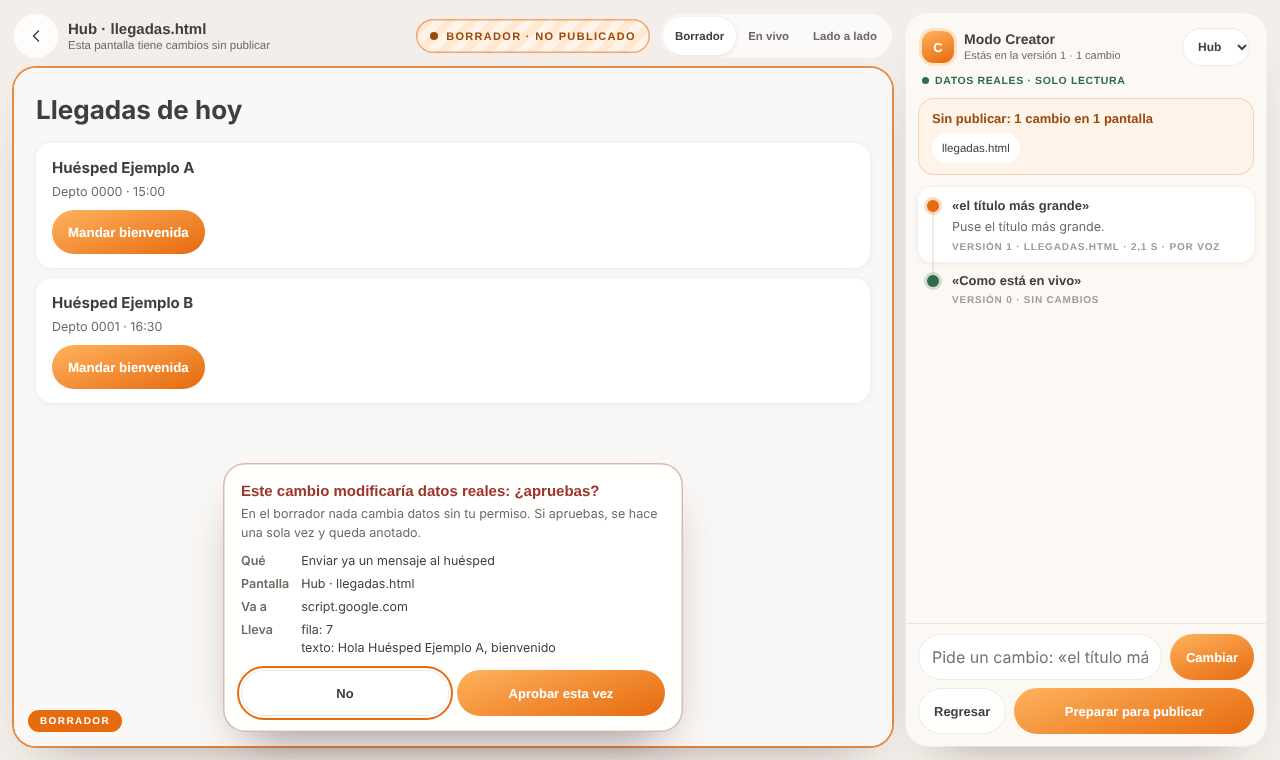 Hub · llegadas.html
Esta pantalla tiene cambios sin publicar
BORRADOR · NO PUBLICADO
Borrador
En vivo
Lado a lado
Llegadas de hoy
Huésped Ejemplo A
Depto 0000 · 15:00
Mandar bienvenida
Huésped Ejemplo B
Depto 0001 · 16:30
Mandar bienvenida
Este cambio modificaría datos reales: ¿apruebas?
En el borrador nada cambia datos sin tu permiso. Si apruebas, se hace
una sola vez y queda anotado.
Qué Enviar ya un mensaje al huésped
Pantalla Hub · llegadas.html
Va a script.google.com
Lleva fila: 7
texto: Hola Huésped Ejemplo A, bienvenido
No
Aprobar esta vez
BORRADOR
C
Modo Creator
Estás en la versión 1 · 1 cambio
Hub
DATOS REALES · SOLO LECTURA
Sin publicar: 1 cambio en 1 pantalla
llegadas.html
«el título más grande»
Puse el título más grande.
VERSIÓN 1 · LLEGADAS.HTML · 2,1 S · POR VOZ
«Como está en vivo»
VERSIÓN 0 · SIN CAMBIOS
Pide un cambio: «el título má
Cambiar
Regresar
Preparar para publicar